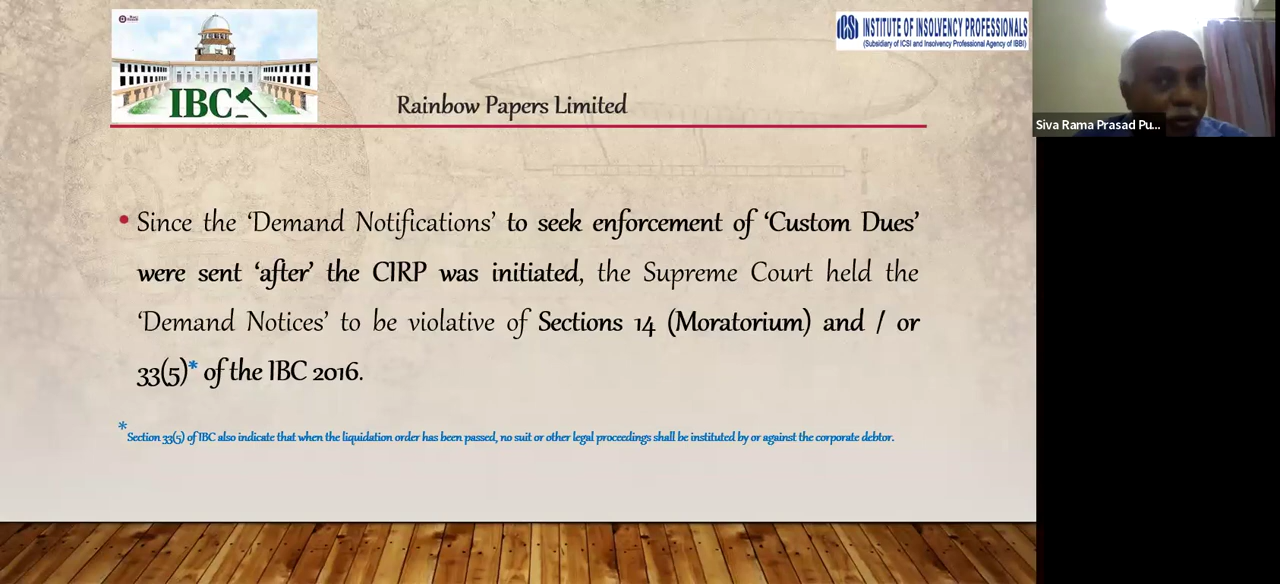 IBC
ICSI INSTITUTE OF INSOLVENCY PROFESSIONALS
(Subsidiary of ICSI and Insolvency Professional Agency of IBBI)
Rainbow Papers Limited
Siva Rama Prasad Pu...
• Since the ‘Demand Notifications’ to seek enforcement of ‘Custom Dues’
were sent ‘after’ the CIRP was initiated, the Supreme Court held the
‘Demand Notices’ to be violative of Sections 14 (Moratorium) and / or
33(5)* of the IBC 2016.
*Section 33(5) of IBC also indicate that when the liquidation order has been passed, no suit or other legal proceedings shall be instituted by or against the corporate debtor.